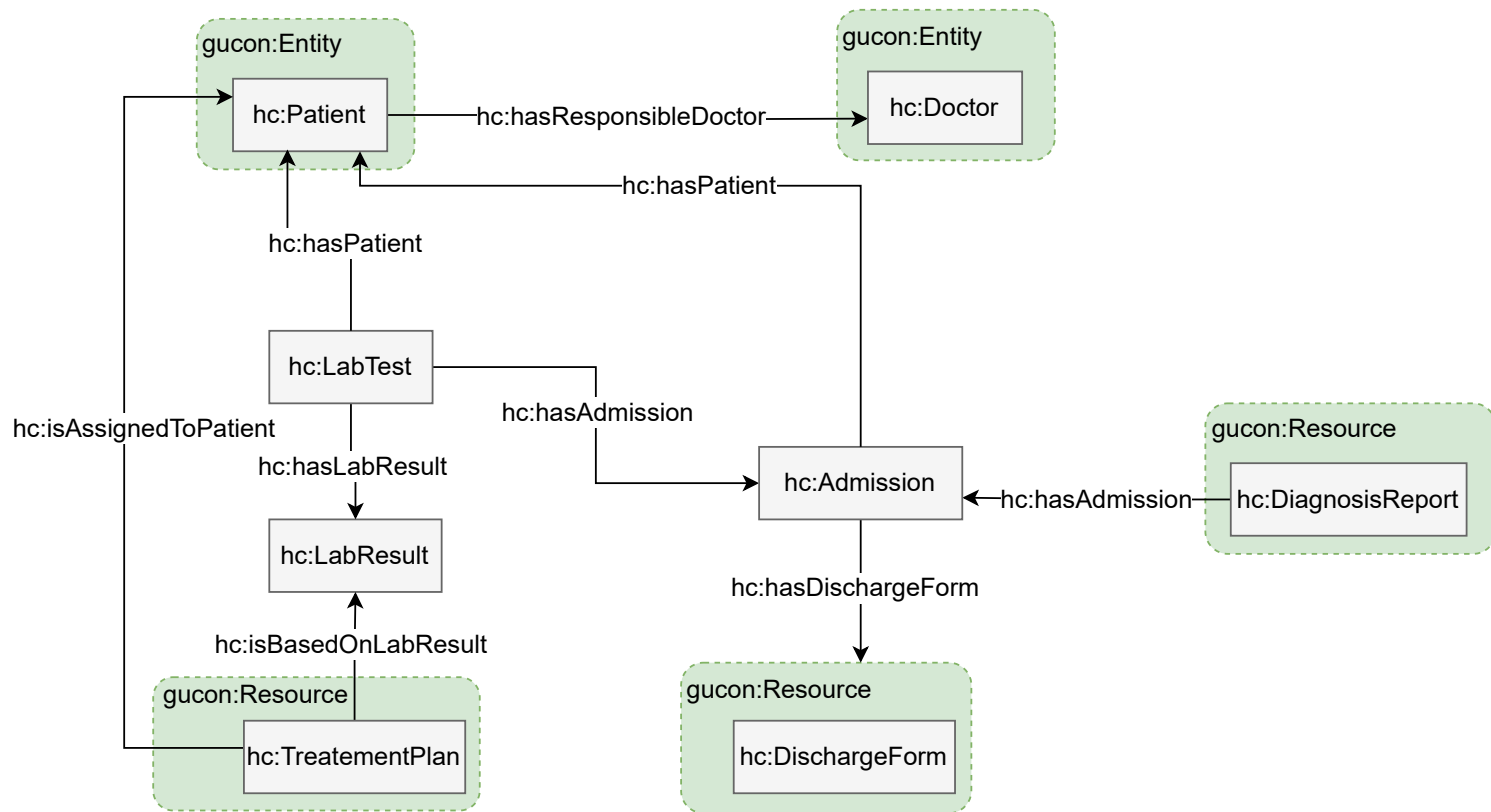 gucon:Entity
gucon:Entity
hc:Patient
hc:hasResponsibleDoctor
hc:Doctor
hc:hasPatient
hc:hasPatient
hc:LabTest
hc:hasAdmission
hc:isAssignedToPatient
gucon:Resource
hc:hasLabResult
hc:Admission
hc:hasAdmission
hc:DiagnosisReport
hc:LabResult
hc:hasDischargeForm
hc:isBasedOnLabResult
gucon:Resource
gucon:Resource
hc:TreatementPlan
hc:DischargeForm